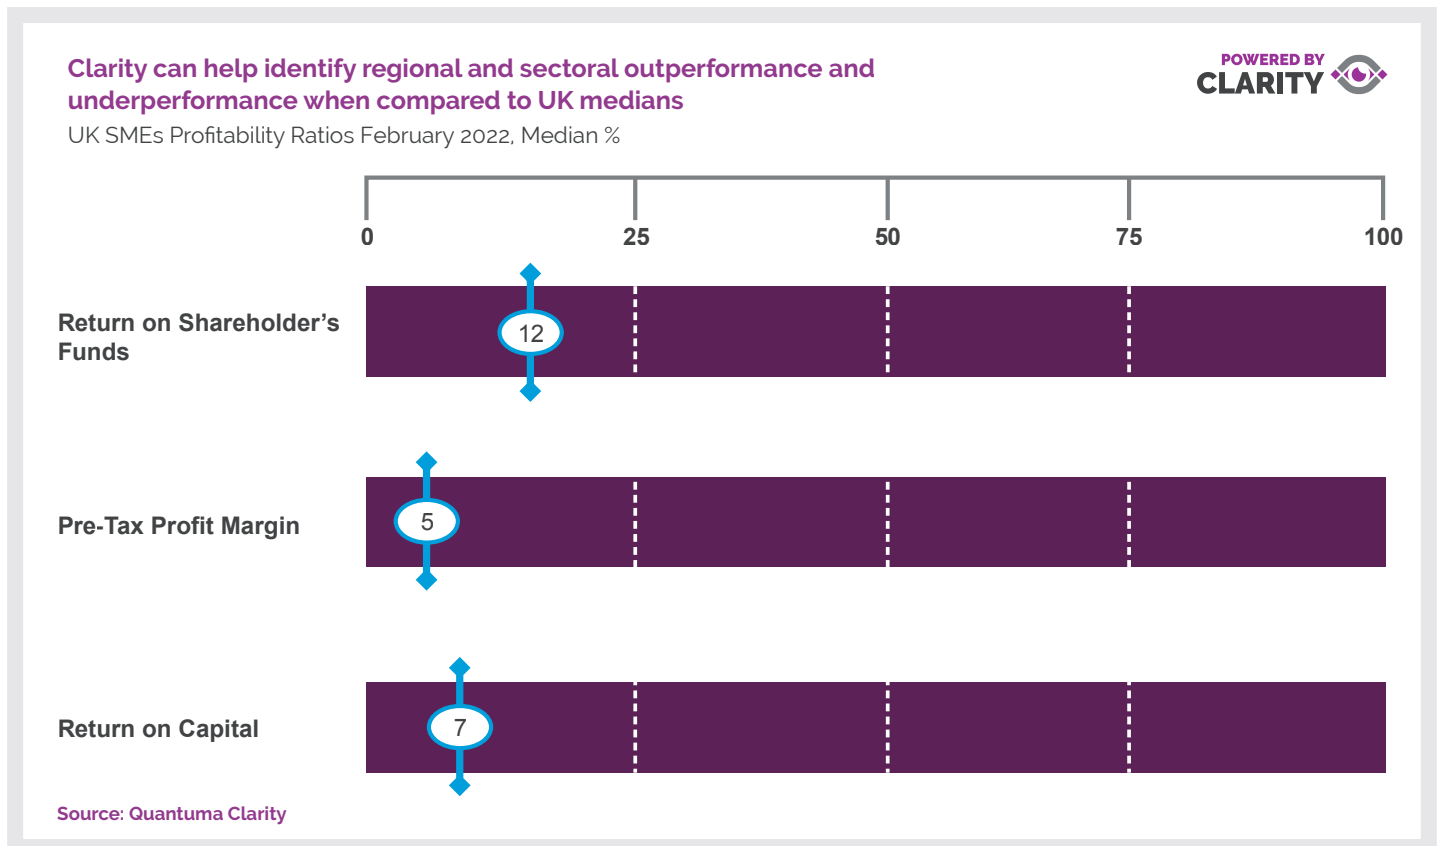 Clarity can help identify regional and sectoral outperformance and
underperformance when compared to UK medians
UK SMEs Profitability Ratios February 2022, Median %
POWERED BY
CLARITY
0 25 50 75 100
Return on Shareholder’s
Funds
12
Pre-Tax Profit Margin
5
Return on Capital
7
Source: Quantuma Clarity